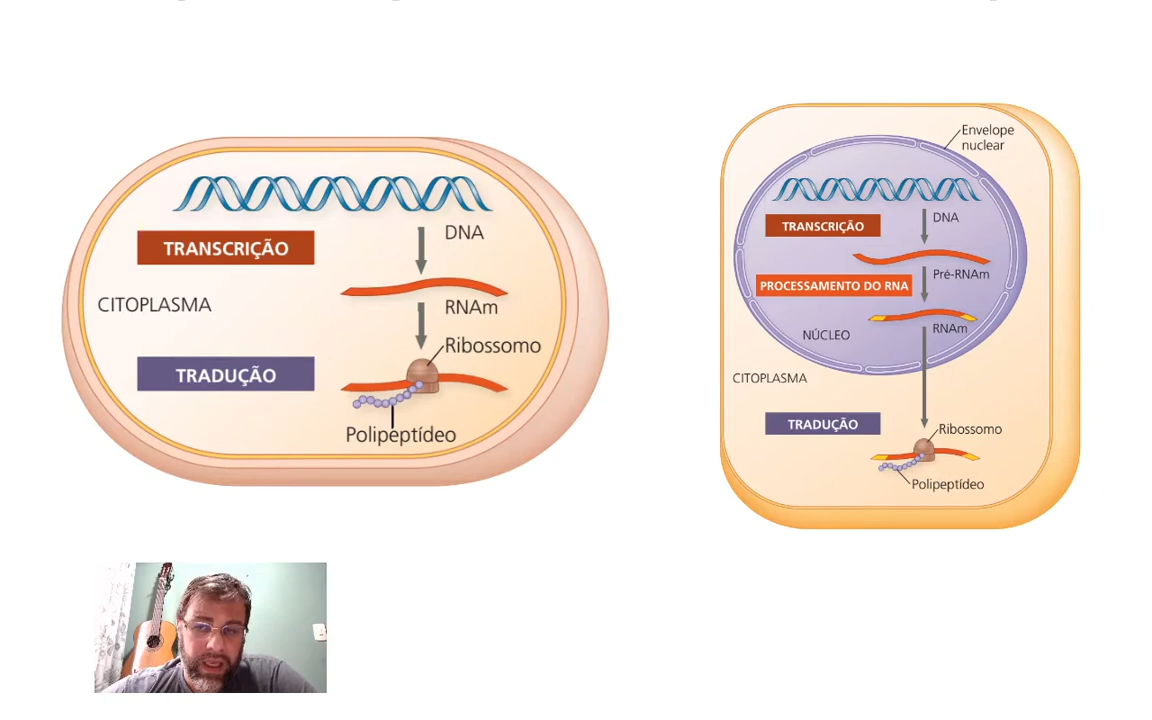 DNA
TRANSCRIÇÃO
CITOPLASMA
RNAm
Ribossomo
TRADUÇÃO
Polipeptídeo
Envelope
nuclear
DNA
TRANSCRIÇÃO
Pré-RNAm
PROCESSAMENTO DO RNA
RNAm
NÚCLEO
CITOPLASMA
TRADUÇÃO
Ribossomo
Polipeptídeo